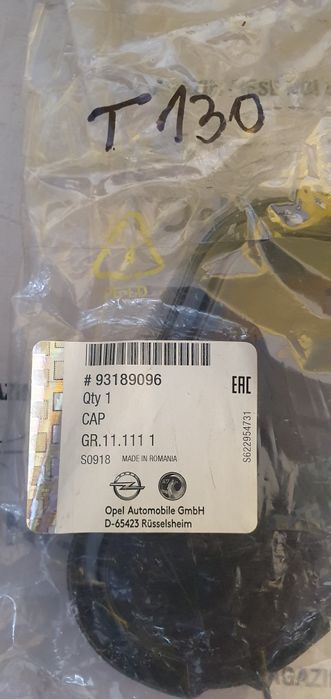 T 130
# 93189096
Qty 1
CAP
GR.11.111 1
S0918 MADE IN ROMANIA
EAC
S622954731
Opel Automobile GmbH
D-65423 Rüsselsheim